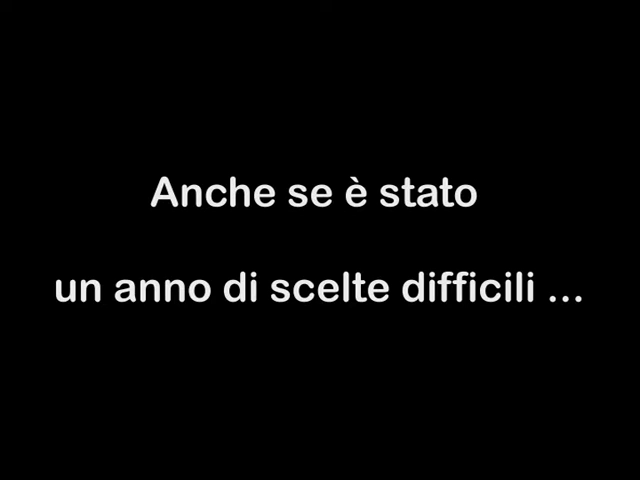 Anche se è stato
un anno di scelte difficili ...